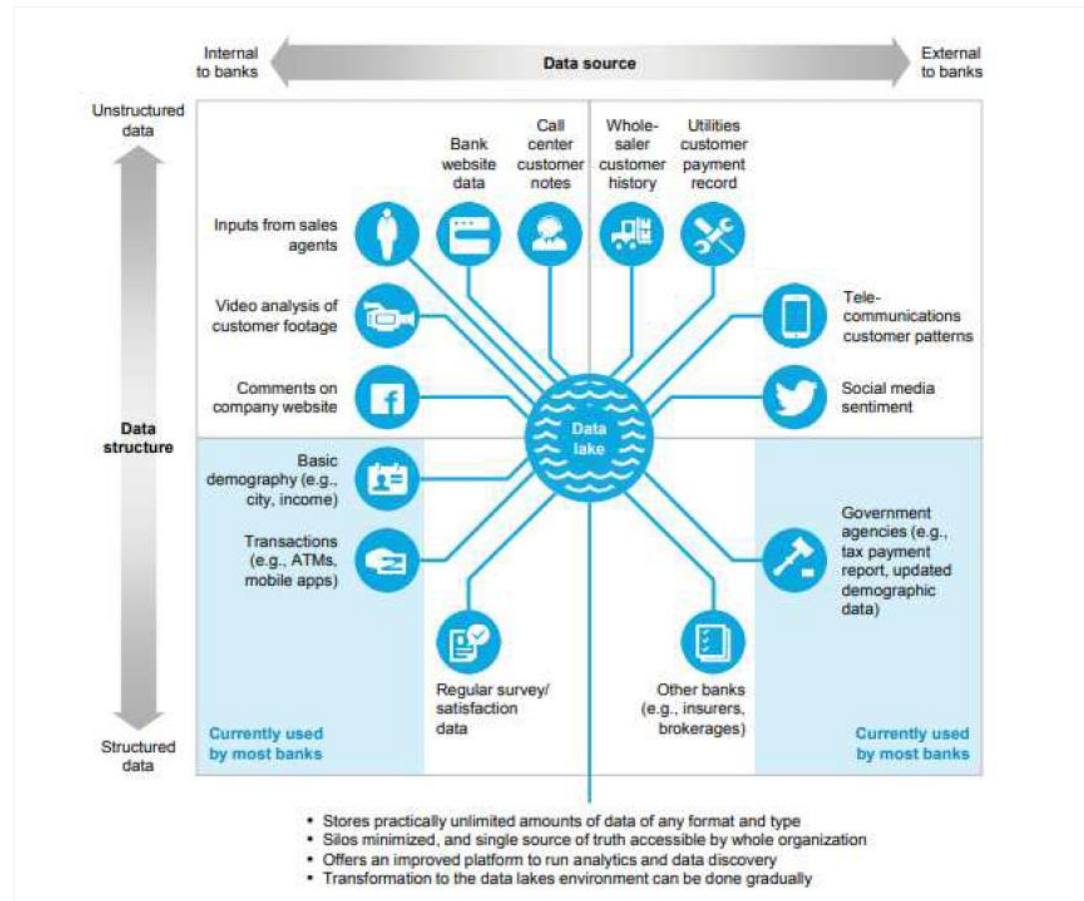 Internal
to banks
Data source
External
to banks
Unstructured
data
Data
structure
Structured
data
Inputs from sales
agents
Bank
website
data
Call
center
customer
notes
Whole-
saler
customer
history
Utilities
customer
payment
record
Video analysis of
customer footage
Tele-
communications
customer patterns
Comments on
company website
f
Social media
sentiment
Data
lake
Basic
demography (e.g.,
city, income)
Transactions
(e.g., ATMs,
mobile apps)
Government
agencies (e.g.,
tax payment
report, updated
demographic
data)
Regular survey/
satisfaction
data
Other banks
(e.g., insurers,
brokerages)
Currently used
by most banks
Currently used
by most banks
• Stores practically unlimited amounts of data of any format and type
• Silos minimized, and single source of truth accessible by whole organization
• Offers an improved platform to run analytics and data discovery
• Transformation to the data lakes environment can be done gradually